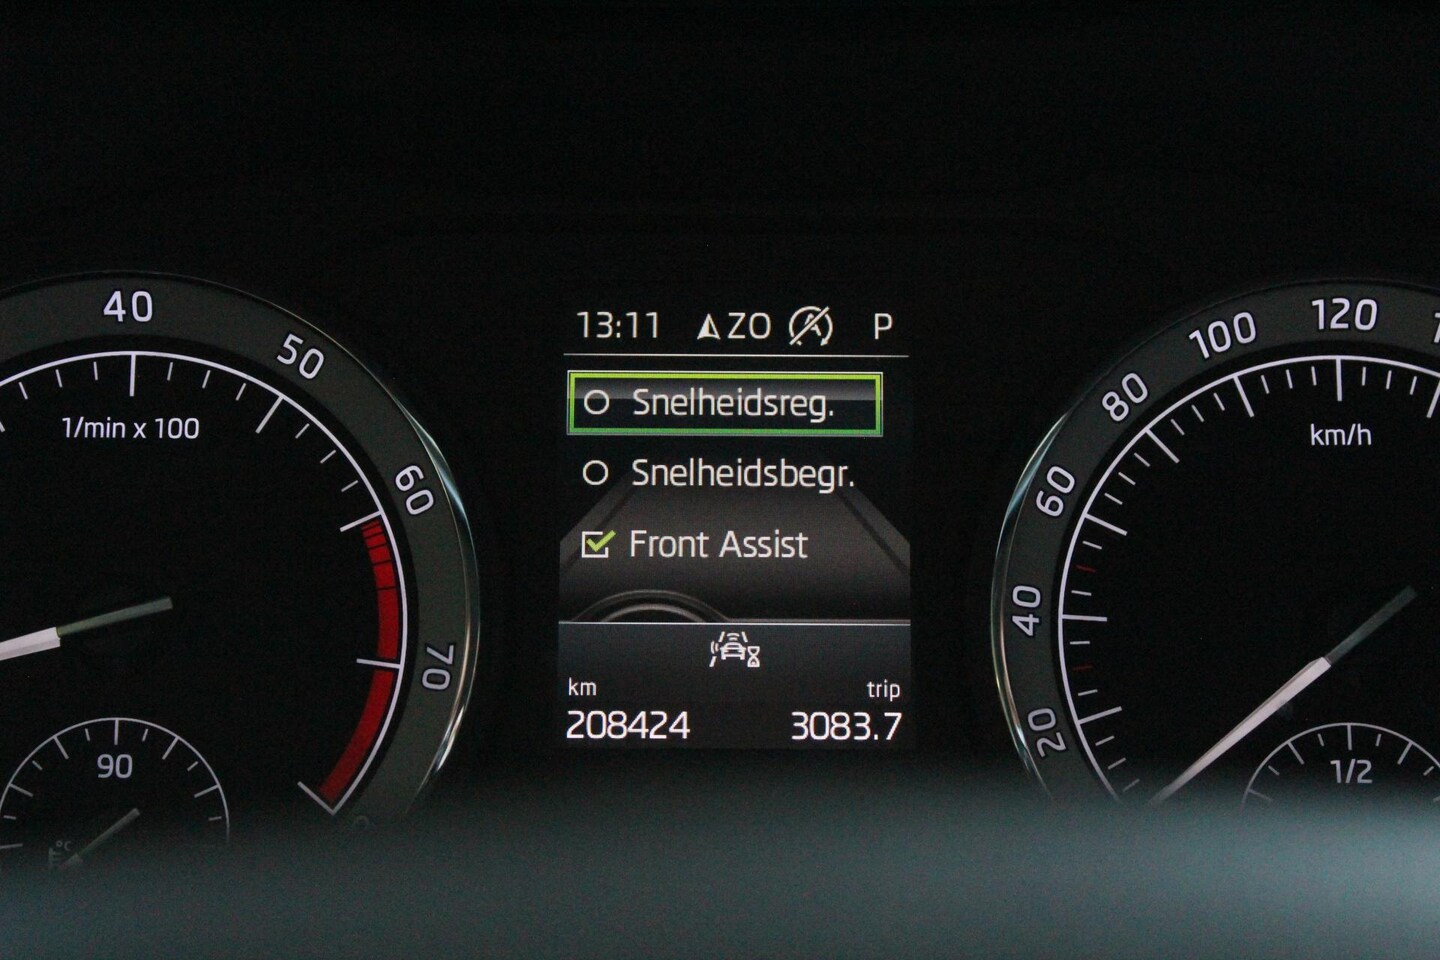 40
50
60
70
1/min x 100
90
°C
13:11 ZO A P
Snelheidsreg.
Snelheidsbegr.
Front Assist
km trip
208424 3083.7
20
40
60
80
100
120
km/h
1/2